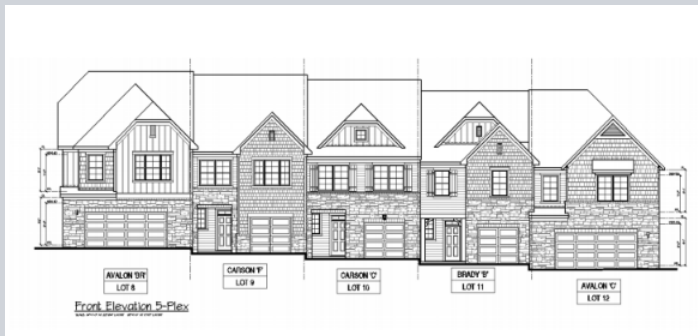 AVALON 'BR'
LOT 8
CARSON 'F'
LOT 9
CARSON 'C'
LOT 10
BRADY 'B'
LOT 11
AVALON 'C'
LOT 12
Front Elevation 5-Plex